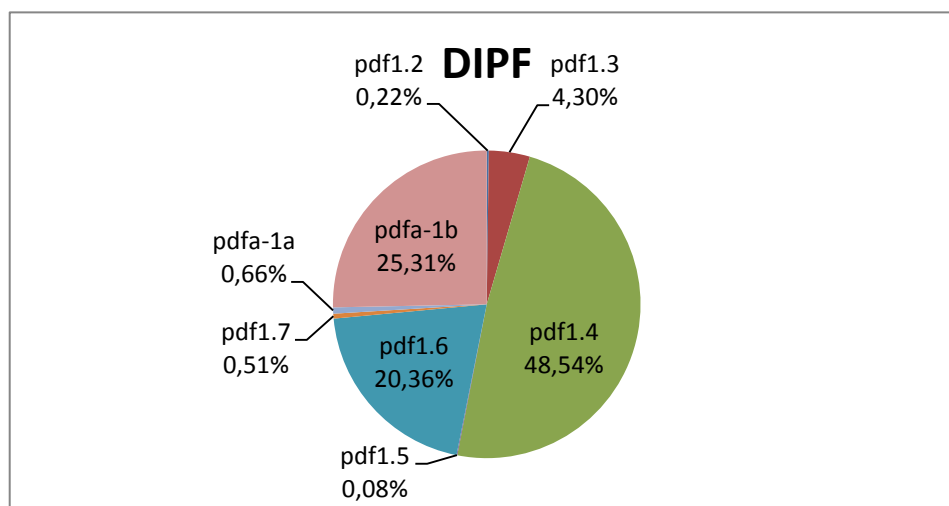 DIPF
pdf1.2
0,22%
pdf1.3
4,30%
pdf1.4
48,54%
pdf1.5
0,08%
pdf1.6
20,36%
pdf1.7
0,51%
pdfa-1a
0,66%
pdfa-1b
25,31%